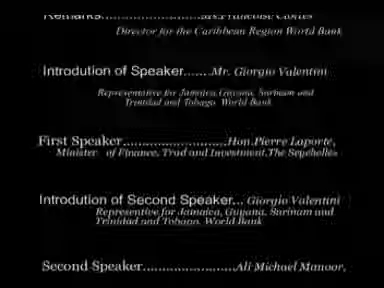 Remarks
Director for the Caribbean Region World Bank
Introdution of Speaker.......Mr. Giorgio Valentini
Representative for Jamaica, Guyana, Surinam and
Trinidad and Tobago World Bank
First Speaker...........................Hon.Pierre Laporte,
Minister of Finance, Trad and Investment,The Seychelles
Introdution of Second Speaker... Giorgio Valentini
Representive for Jamaica, Guyana, Surinam and
Trinidad and Tobago. World Bank
Second Speaker........................Ali Michael Manoor,